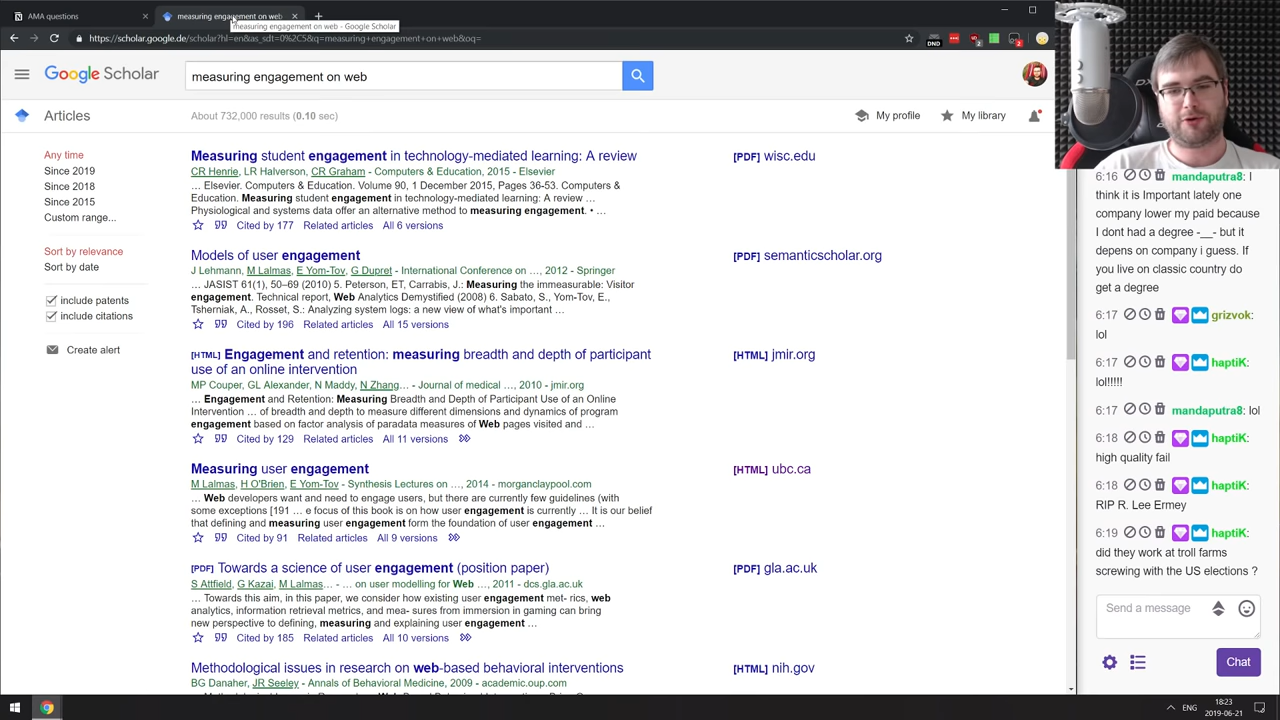 AMA questions
measuring engagement on web
measuring engagement on web - Google Scholar
https://scholar.google.de/scholar?hl=en&as_sdt=0%2C5&q=measuring+engagement+on+web&oq=
DND
Google Scholar
measuring engagement on web
Articles
About 732,000 results (0.10 sec)
My profile
My library
Any time
Since 2019
Since 2018
Since 2015
Custom range...
Sort by relevance
Sort by date
include patents
include citations
Create alert
Measuring student engagement in technology-mediated learning: A review
[PDF] wisc.edu
CR Henrie, LR Halverson, CR Graham - Computers & Education, 2015 - Elsevier
... Elsevier. Computers & Education. Volume 90, 1 December 2015, Pages 36-53. Computers &
Education. Measuring student engagement in technology-mediated learning: A review ...
Physiological and systems data offer an alternative method to measuring engagement. • ...
Cited by 177 Related articles All 6 versions
Models of user engagement
[PDF] semanticscholar.org
J Lehmann, M Lalmas, E Yom-Tov, G Dupret - International Conference on ..., 2012 - Springer
... JASIST 61(1), 50–69 (2010) 5. Peterson, ET, Carrabis, J.: Measuring the immeasurable: Visitor
engagement. Technical report, Web Analytics Demystified (2008) 6. Sabato, S., Yom-Tov, E.,
Tsherniak, A., Rosset, S.: Analyzing system logs: a new view of what's important ...
Cited by 196 Related articles All 15 versions
[HTML] Engagement and retention: measuring breadth and depth of participant
use of an online intervention
[HTML] jmir.org
MP Couper, GL Alexander, N Maddy, N Zhang... - Journal of medical ..., 2010 - jmir.org
... Engagement and Retention: Measuring Breadth and Depth of Participant Use of an Online
Intervention ... of breadth and depth to measure different dimensions and dynamics of program
engagement based on factor analysis of paradata measures of Web pages visited and ...
Cited by 129 Related articles All 11 versions
Measuring user engagement
[HTML] ubc.ca
M Lalmas, H O'Brien, E Yom-Tov - Synthesis Lectures on ..., 2014 - morganclaypool.com
... Web developers want and need to engage users, but there are currently few guidelines (with
some exceptions [191 ... e focus of this book is on how user engagement is currently ... It is our belief
that defining and measuring user engagement form the foundation of user engagement ...
Cited by 91 Related articles All 9 versions
[PDF] Towards a science of user engagement (position paper)
[PDF] gla.ac.uk
S Attfield, G Kazai, M Lalmas... - ... on user modelling for Web ..., 2011 - dcs.gla.ac.uk
... Towards this aim, in this paper, we consider how existing user engagement met- rics, web
analytics, information retrieval metrics, and mea- sures from immersion in gaming can bring
new perspective to defining, measuring and explaining user engagement ...
Cited by 185 Related articles All 10 versions
Methodological issues in research on web-based behavioral interventions
[HTML] nih.gov
BG Danaher, JR Seeley - Annals of Behavioral Medicine, 2009 - academic.oup.com
6:16 mandaputra8: I
think it is Important lately one
company lower my paid because
I dont had a degree -__- but it
depens on company i guess. If
you live on classic country do
get a degree
6:17 grizvok:
lol
6:17 haptiK:
lol!!!!!
6:17 mandaputra8: lol
6:18 haptiK:
high quality fail
6:18 haptiK:
RIP R. Lee Ermey
6:19 haptiK:
did they work at troll farms
screwing with the US elections ?
Send a message
Chat
ENG
18:23
2019-06-21